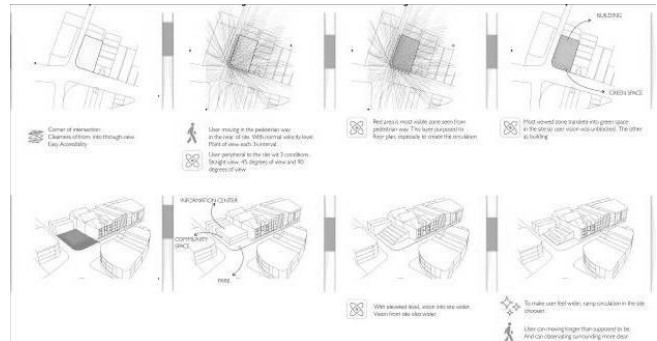 BUILDING
GREEN SPACE
Corner of intersection
Clearness of from into through view
Easy Accessibility
User moving in the pedestrian way
in the near of site. With normal velocity level.
Point of view each 1s interval
User peripheral to the site wit 3 conditions.
Straight view, 45 degrees of view and 90
degrees of view
Red area is most visible zone seen from
pedestrian way. This layer purposed to
floor plan, especially to create the circulation
Most viewed zone translate into green space
in the site so user vision was unblocked. The other
is building
INFORMATION CENTER
COMMUNITY
SPACE
PARK
With elevated level, vision into site wider.
Vision from site also wider.
To make user feel wider, ramp circulation in the site
choosen.
User can moving longer than supposed to be.
And can observating surrounding more clear.